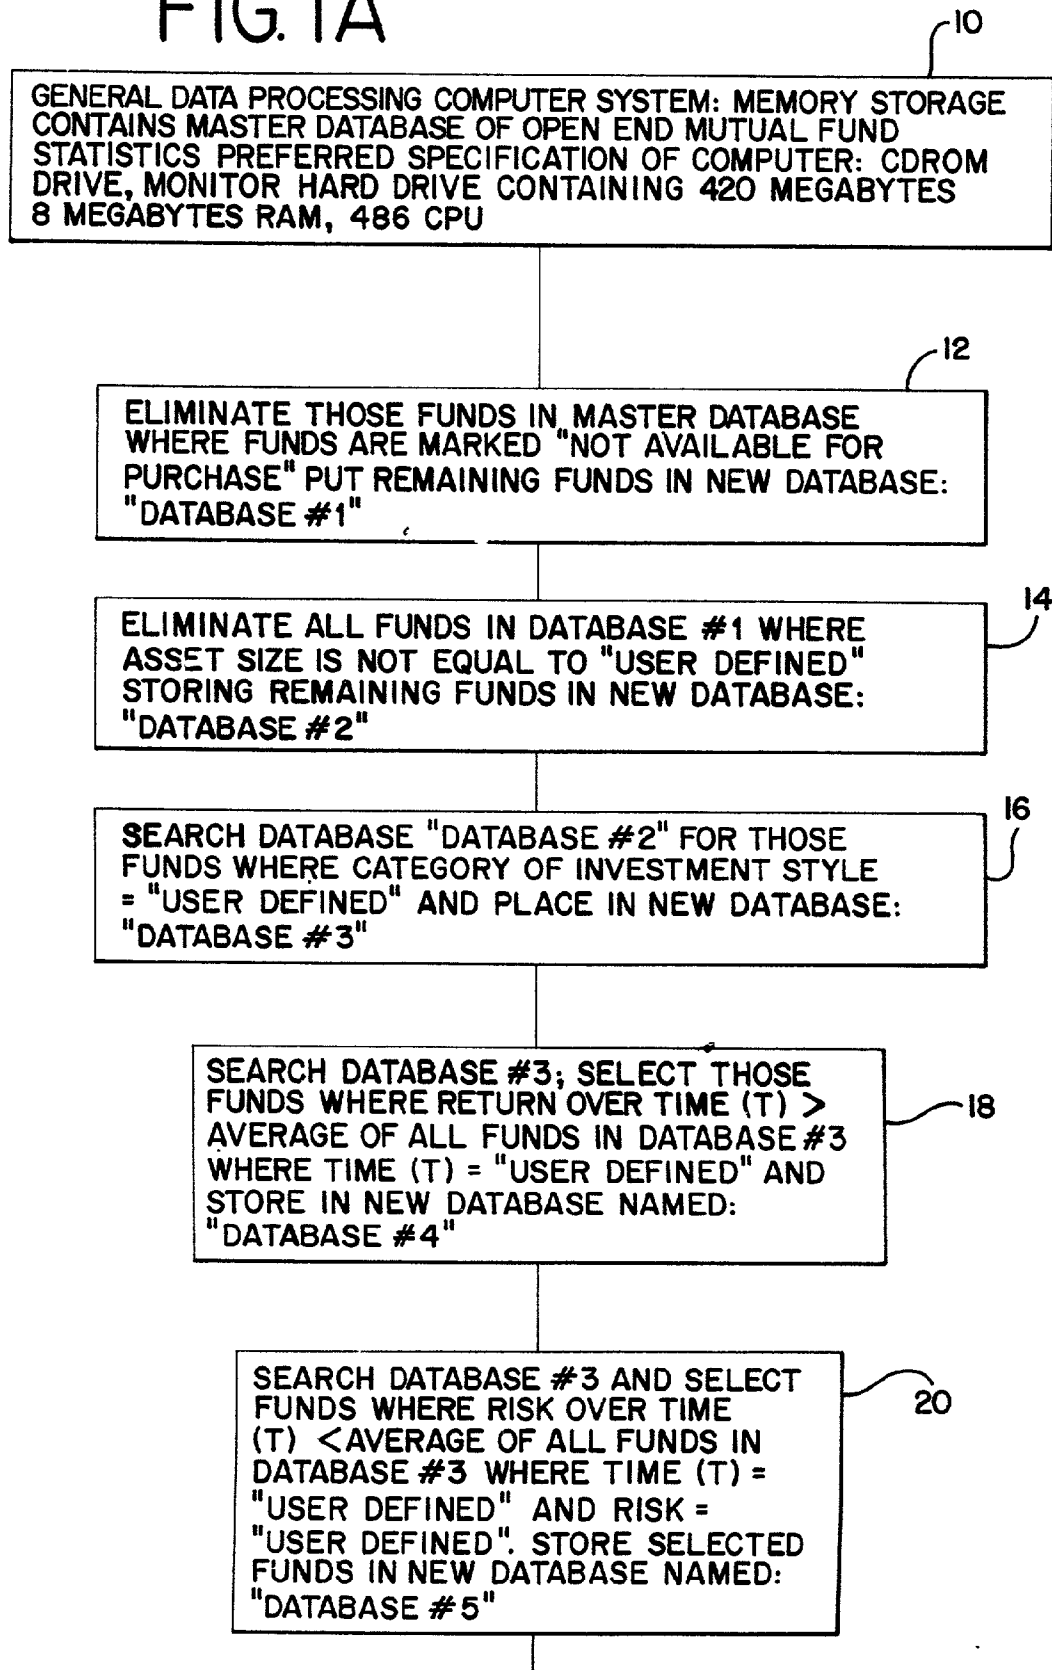 FIG. 1A
10
GENERAL DATA PROCESSING COMPUTER SYSTEM: MEMORY STORAGE
CONTAINS MASTER DATABASE OF OPEN END MUTUAL FUND
STATISTICS PREFERRED SPECIFICATION OF COMPUTER: CDROM
DRIVE, MONITOR HARD DRIVE CONTAINING 420 MEGABYTES
8 MEGABYTES RAM, 486 CPU
12
ELIMINATE THOSE FUNDS IN MASTER DATABASE
WHERE FUNDS ARE MARKED "NOT AVAILABLE FOR
PURCHASE" PUT REMAINING FUNDS IN NEW DATABASE:
"DATABASE #1"
14
ELIMINATE ALL FUNDS IN DATABASE #1 WHERE
ASSET SIZE IS NOT EQUAL TO "USER DEFINED"
STORING REMAINING FUNDS IN NEW DATABASE:
"DATABASE #2"
16
SEARCH DATABASE "DATABASE #2" FOR THOSE
FUNDS WHERE CATEGORY OF INVESTMENT STYLE
= "USER DEFINED" AND PLACE IN NEW DATABASE:
"DATABASE #3"
18
SEARCH DATABASE #3; SELECT THOSE
FUNDS WHERE RETURN OVER TIME (T) >
AVERAGE OF ALL FUNDS IN DATABASE #3
WHERE TIME (T) = "USER DEFINED" AND
STORE IN NEW DATABASE NAMED:
"DATABASE #4"
20
SEARCH DATABASE #3 AND SELECT
FUNDS WHERE RISK OVER TIME
(T) <AVERAGE OF ALL FUNDS IN
DATABASE #3 WHERE TIME (T) =
"USER DEFINED" AND RISK =
"USER DEFINED". STORE SELECTED
FUNDS IN NEW DATABASE NAMED:
"DATABASE #5"